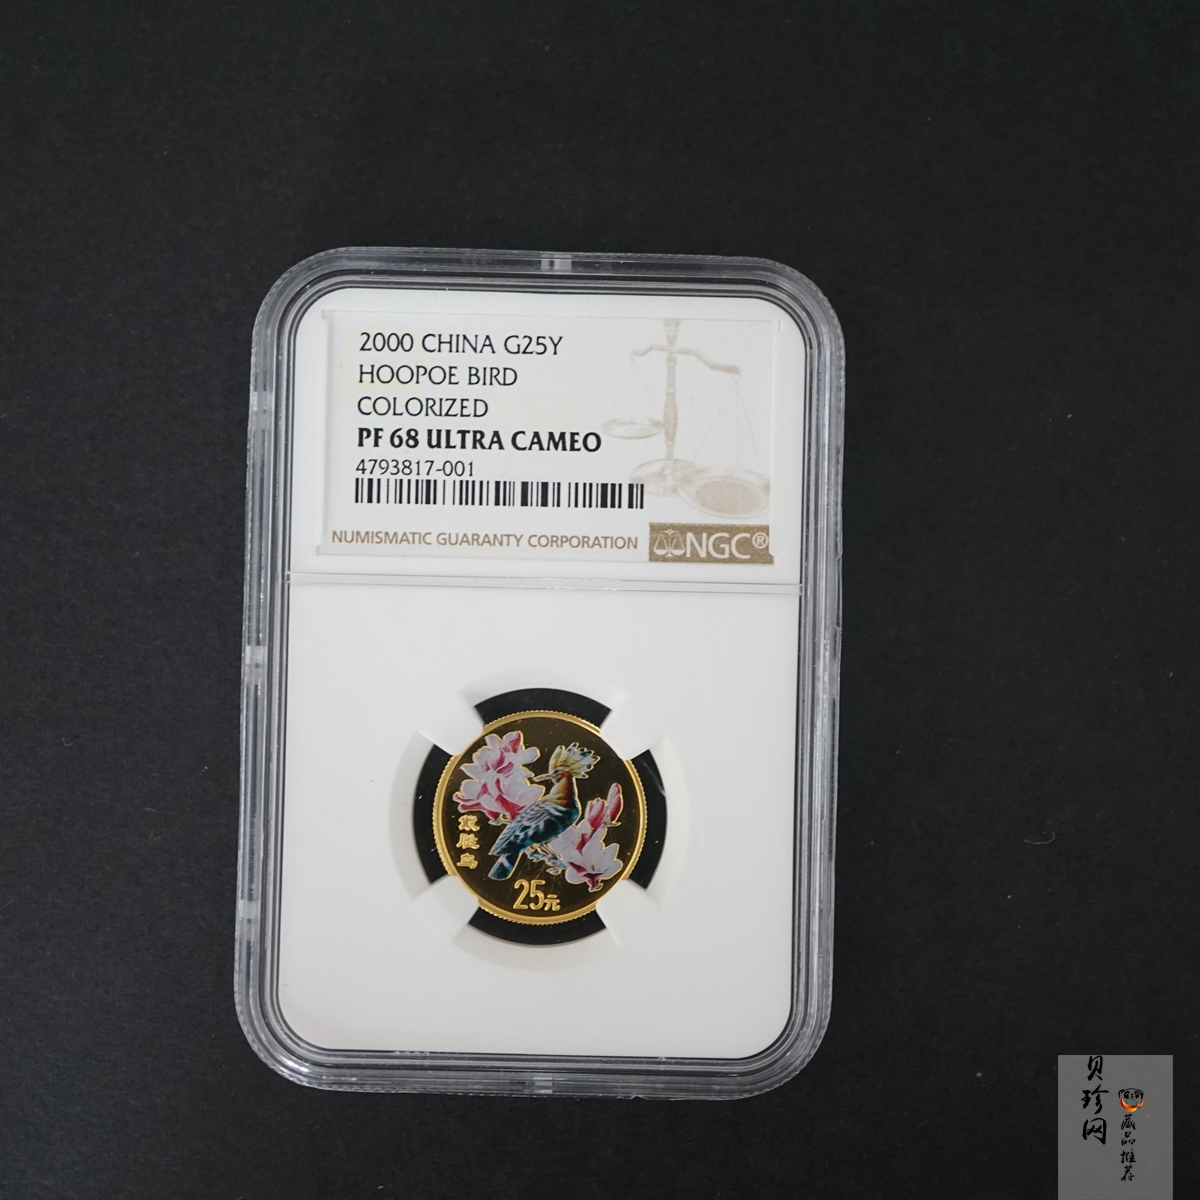 2000 CHINA G25Y
HOOPOE BIRD
COLORIZED
PF 68 ULTRA CAMEO
4793817-001
NUMISMATIC GUARANTY CORPORATION
NGC®
戴胜鸟
25元
贝珍网
藏品推荐